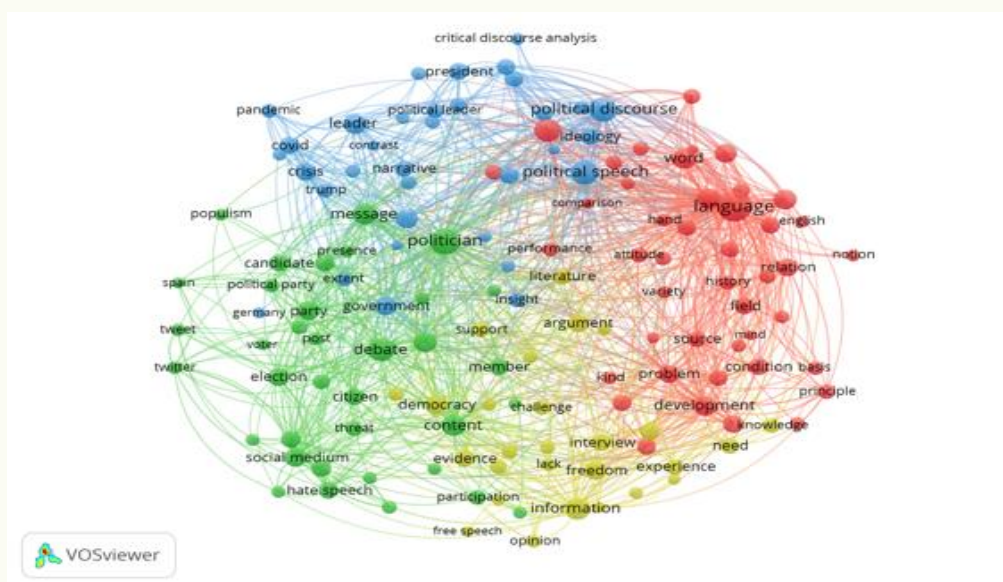 critical discourse analysis
president
pandemic
political leader
political discourse
leader
ideology
covid
contrast
word
crisis
narrative
political speech
trump
comparison
language
populism
message
hand
english
politician
presence
performance
attitude
notion
candidate
extent
literature
relation
spain
political party
insight
variety
history
germany
party
government
field
tweet
voter
post
support
argument
source
mind
twitter
debate
member
election
kind
problem
condition
basis
citizen
democracy
challenge
development
principle
threat
content
knowledge
social medium
evidence
lack
interview
freedom
experience
need
hate speech
participation
information
free speech
opinion
VOSviewer